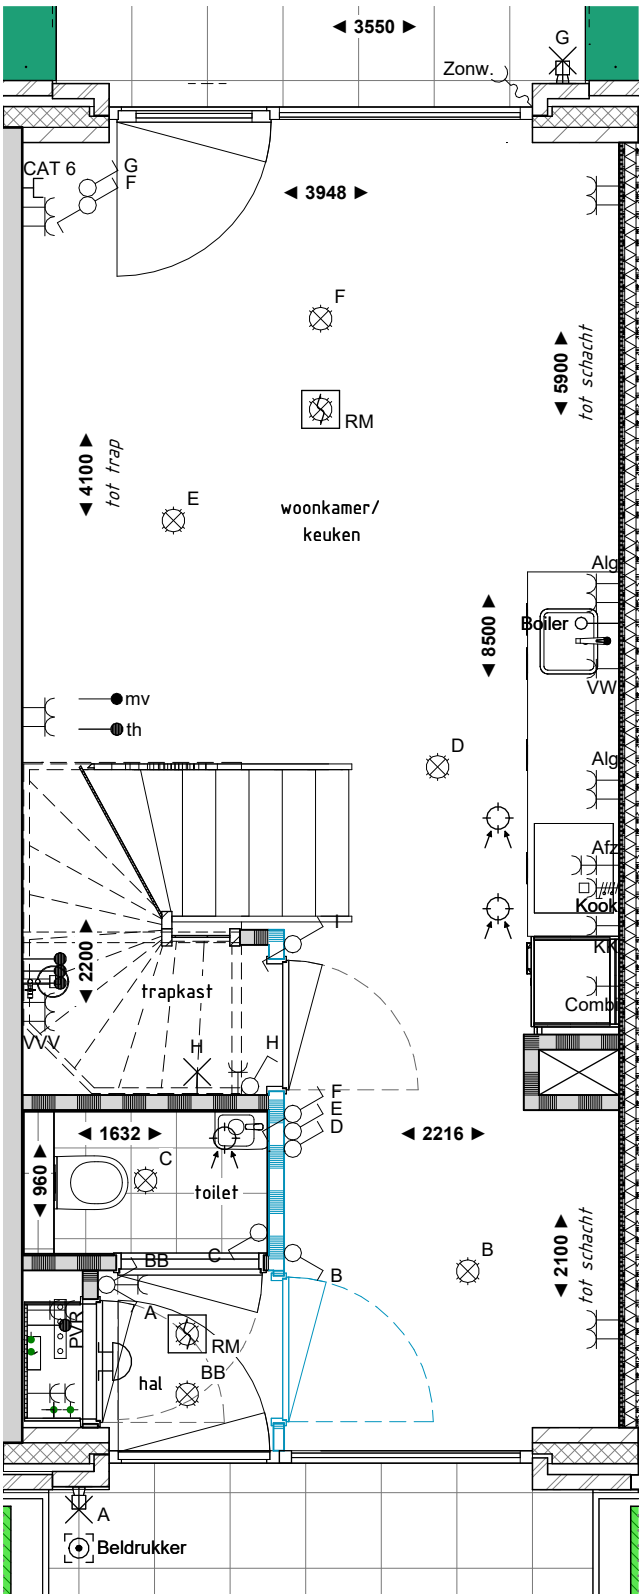 ◄ 3550 ►
G
Zonw.
CAT 6
G
F
◄ 3948 ►
F
◄ 5900 ►
tot schacht
RM
◄ 4100 ►
tot trap
E
woonkamer/
keuken
Alg
Boiler
◄ 8500 ►
VW
mv
th
D
Alg
Afz
Kook
I
KK
◄ 2200 ►
trapkast
Combi
VVV
H
H
F
E
D
◄ 1632 ►
◄ 2216 ►
◄ 960 ►
C
toilet
C
BB
B
B
◄ 2100 ►
tot schacht
A
PVR
RM
BB
hal
A
Beldrukker